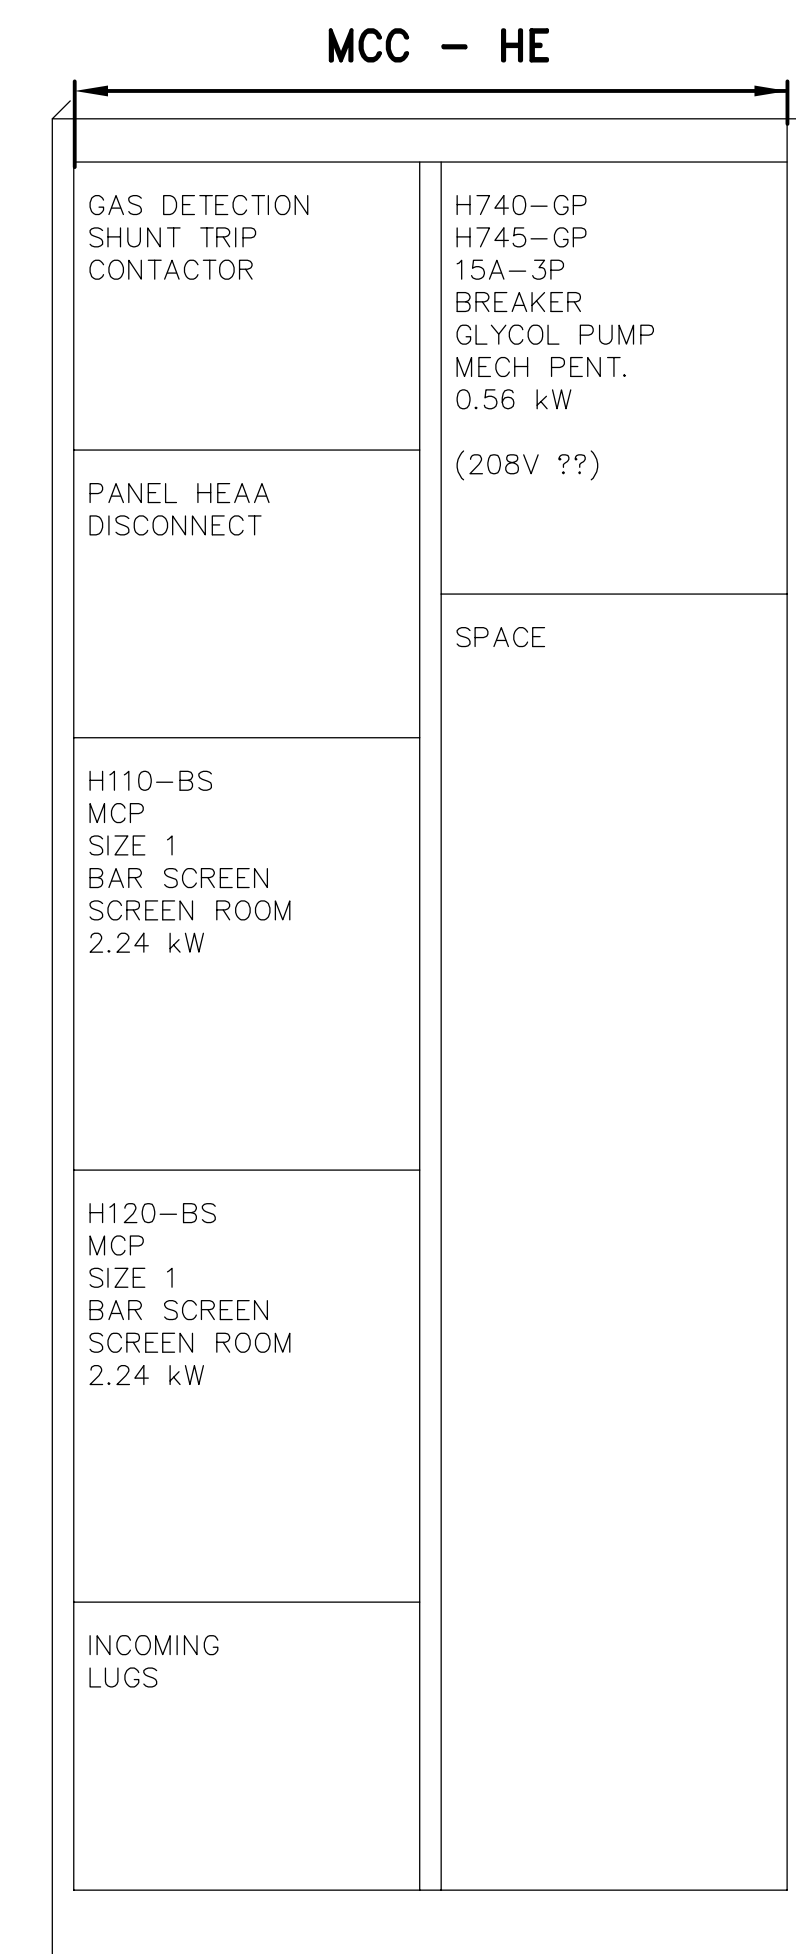 MCC - HE
GAS DETECTION
SHUNT TRIP
CONTACTOR
PANEL HEAA
DISCONNECT
H110-BS
MCP
SIZE 1
BAR SCREEN
SCREEN ROOM
2.24 kW
H120-BS
MCP
SIZE 1
BAR SCREEN
SCREEN ROOM
2.24 kW
INCOMING
LUGS
H740-GP
H745-GP
15A-3P
BREAKER
GLYCOL PUMP
MECH PENT.
0.56 kW
(208V ??)
SPACE